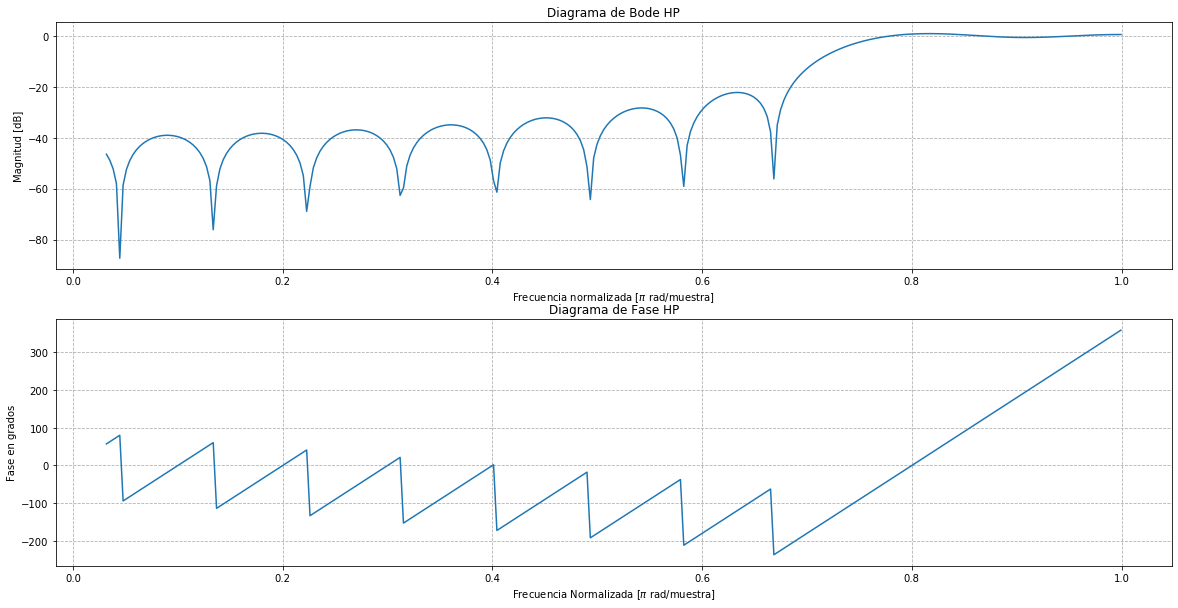 Diagrama de Bode HP
0
−20
−40
−60
−80
Magnitud [dB]
0.0 0.2 0.4 0.6 0.8 1.0
Frecuencia normalizada [π rad/muestra]
Diagrama de Fase HP
300
200
100
0
−100
−200
Fase en grados
0.0 0.2 0.4 0.6 0.8 1.0
Frecuencia Normalizada [π rad/muestra]